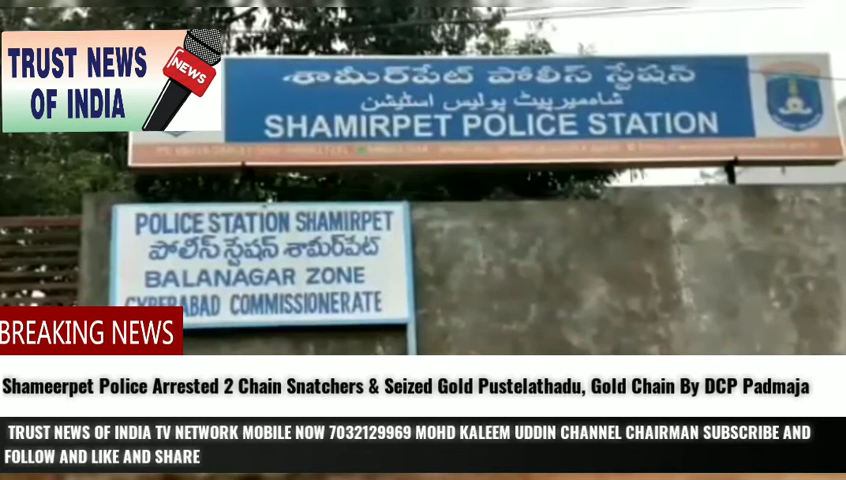 TRUST NEWS
OF INDIA
NEWS
శామీర్‌పేట్ పోలీస్ స్టేషన్
شامیر پیٹ پولیس اسٹیشن
SHAMIRPET POLICE STATION
POLICE STATION SHAMIRPET
పోలీస్ స్టేషన్ శామీర్‌పేట్
BALANAGAR ZONE
CYBERABAD COMMISSIONERATE
BREAKING NEWS
Shameerpet Police Arrested 2 Chain Snatchers & Seized Gold Pustelathadu, Gold Chain By DCP Padmaja
TRUST NEWS OF INDIA TV NETWORK MOBILE NOW 7032129969 MOHD KALEEM UDDIN CHANNEL CHAIRMAN SUBSCRIBE AND
FOLLOW AND LIKE AND SHARE